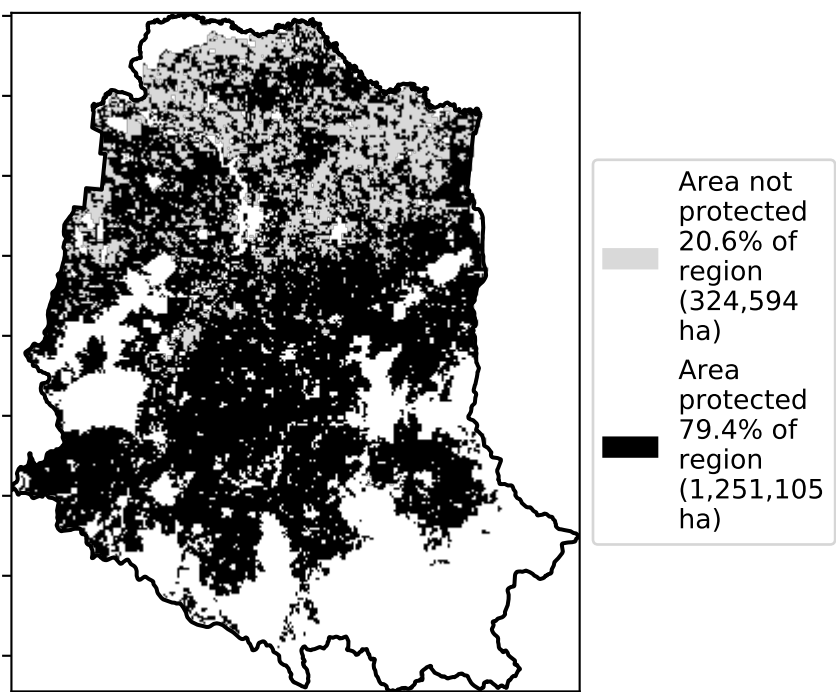 Area not
protected
20.6% of
region
(324,594
ha)
Area
protected
79.4% of
region
(1,251,105
ha)